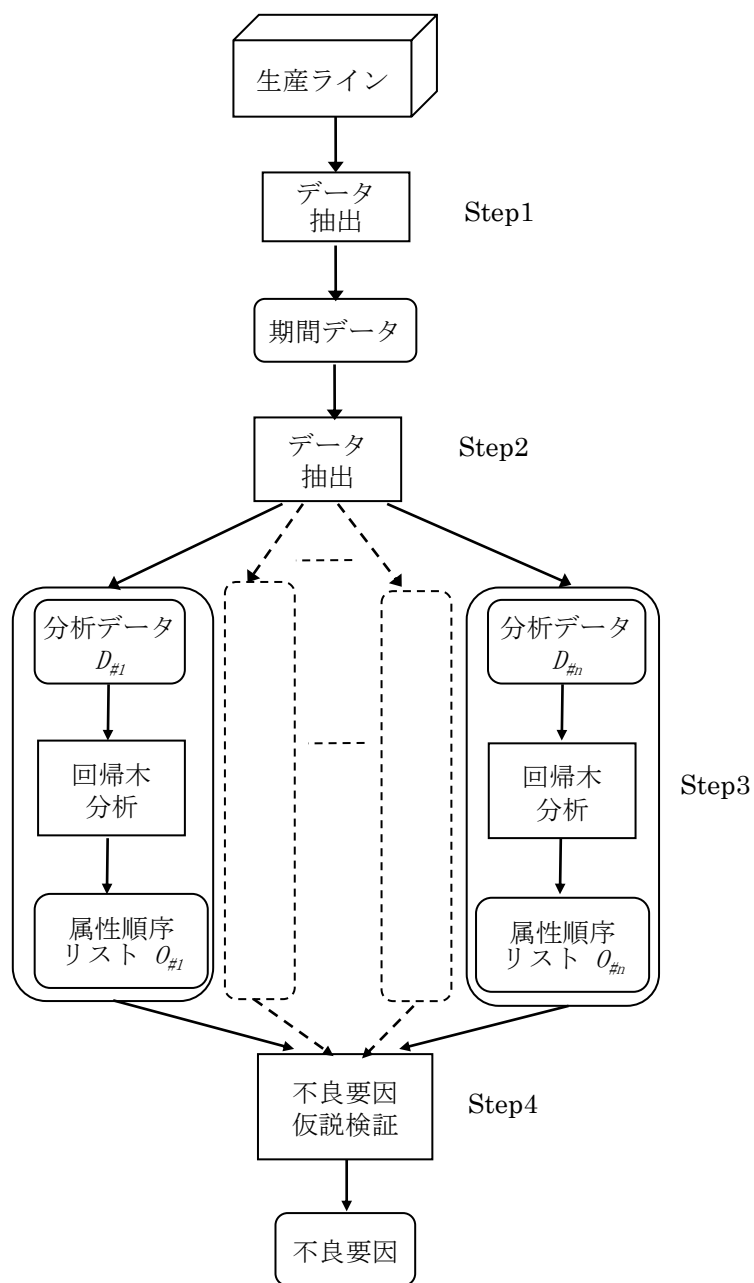 生産ライン
データ
抽出
Step1
期間データ
データ
抽出
Step2
分析データ
D#1
回帰木
分析
属性順序
リスト O#1
分析データ
D#n
回帰木
分析
属性順序
リスト O#n
Step3
不良要因
仮説検証
Step4
不良要因